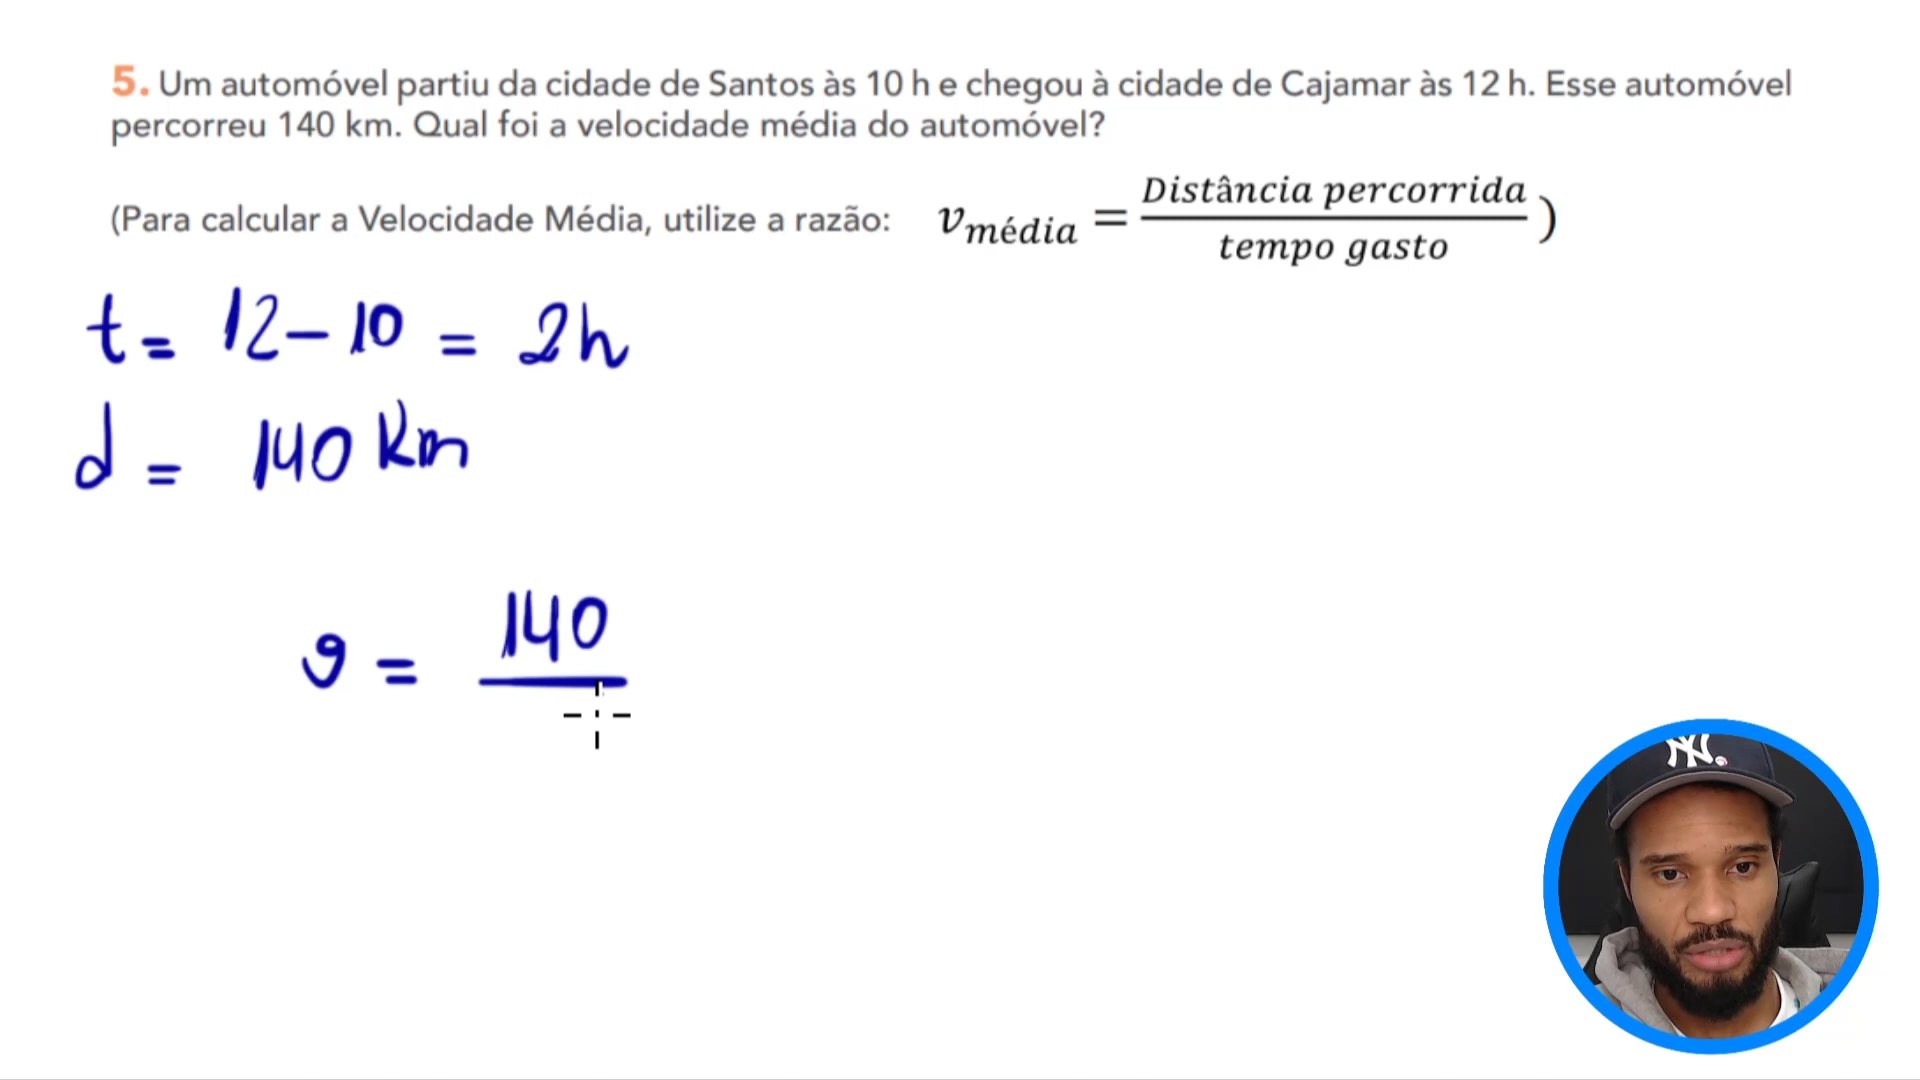 5. Um automóvel partiu da cidade de Santos às 10 h e chegou à cidade de Cajamar às 12 h. Esse automóvel
percorreu 140 km. Qual foi a velocidade média do automóvel?
(Para calcular a Velocidade Média, utilize a razão: v média = Distância percorrida / tempo gasto )
t = 12 - 10 = 2h
d = 140 Km
v = 140
NY